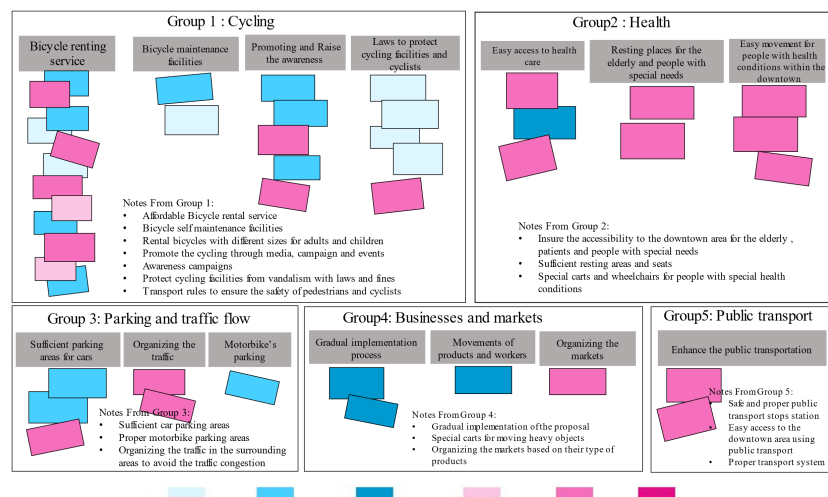 Group 1 : Cycling
Bicycle renting
service
Bicycle maintenance
facilities
Promoting and Raise
the awareness
Laws to protect
cycling facilities and
cyclists
Notes From Group 1:
• Affordable Bicycle rental service
• Bicycle self maintenance facilities
• Rental bicycles with different sizes for adults and children
• Promote the cycling through media, campaign and events
• Awareness campaigns
• Protect cycling facilities from vandalism with laws and fines
• Transport rules to ensure the safety of pedestrians and cyclists
Group2 : Health
Easy access to health
care
Resting places for the
elderly and people with
special needs
Easy movement for
people with health
conditions within the
downtown
Notes From Group 2:
• Insure the accessibility to the downtown area for the elderly ,
patients and people with special needs
• Sufficient resting areas and seats
• Special carts and wheelchairs for people with special health
conditions
Group 3: Parking and traffic flow
Sufficient parking
areas for cars
Organizing the
traffic
Motorbike's
parking
Notes From Group 3:
• Sufficient car parking areas
• Proper motorbike parking areas
• Organizing the traffic in the surrounding
areas to avoid the traffic congestion
Group4: Businesses and markets
Gradual implementation
process
Movements of
products and workers
Organizing the
markets
Notes From Group 4:
• Gradual implementation of the proposal
• Special carts for moving heavy objects
• Organizing the markets based on their type of
products
Group5: Public transport
Enhance the public transportation
Notes From Group 5:
• Safe and proper public
transport stops station
• Easy access to the
downtown area using
public transport
• Proper transport system